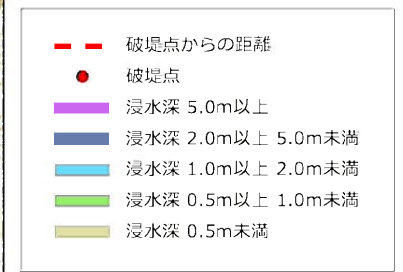 破堤点からの距離
破堤点
浸水深 5.0m以上
浸水深 2.0m以上 5.0m未満
浸水深 1.0m以上 2.0m未満
浸水深 0.5m以上 1.0m未満
浸水深 0.5m未満